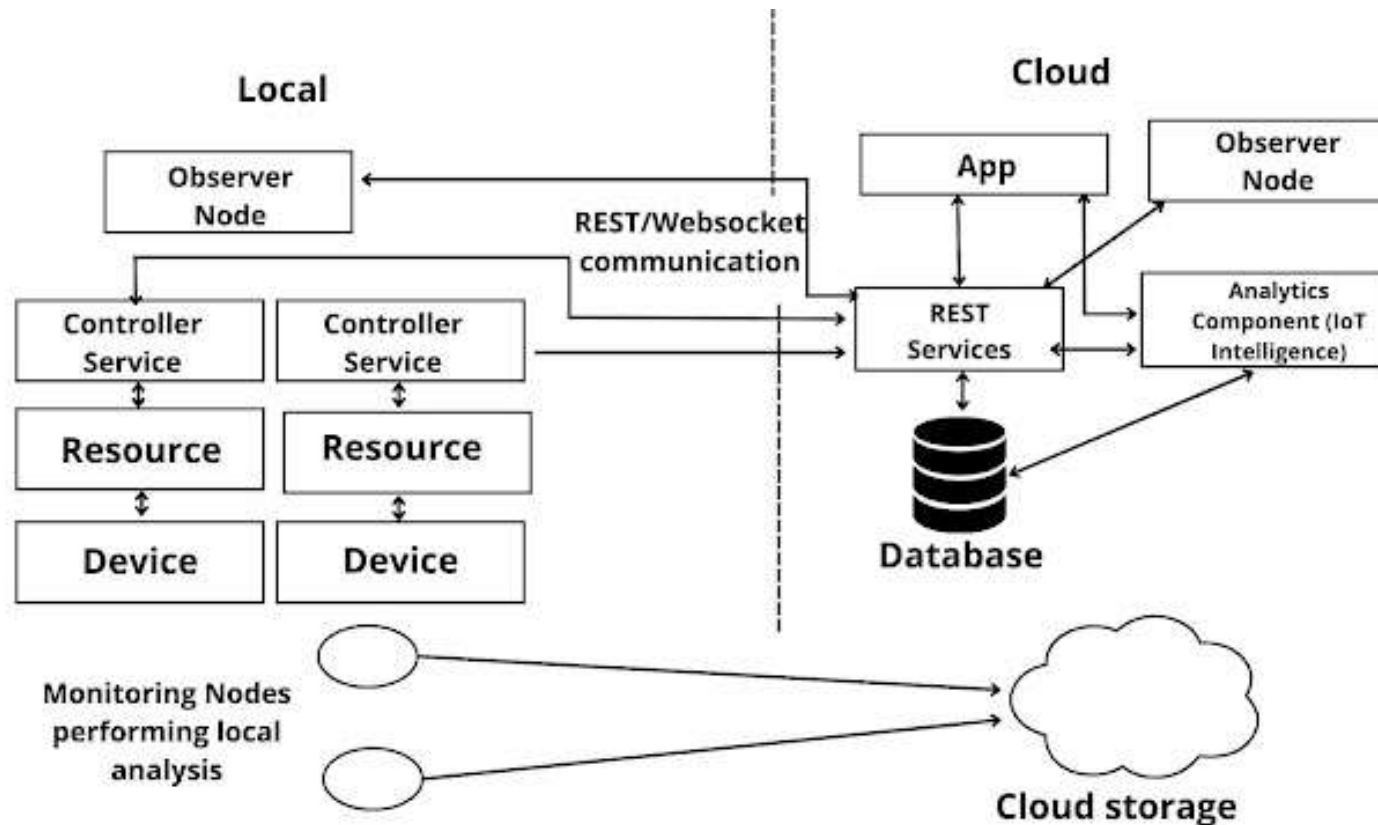 Local
Cloud
Observer
Node
App
Observer
Node
REST/Websocket
communication
Controller
Service
Controller
Service
REST
Services
Analytics
Component (IoT
Intelligence)
Resource
Resource
Device
Device
Database
Monitoring Nodes
performing local
analysis
Cloud storage